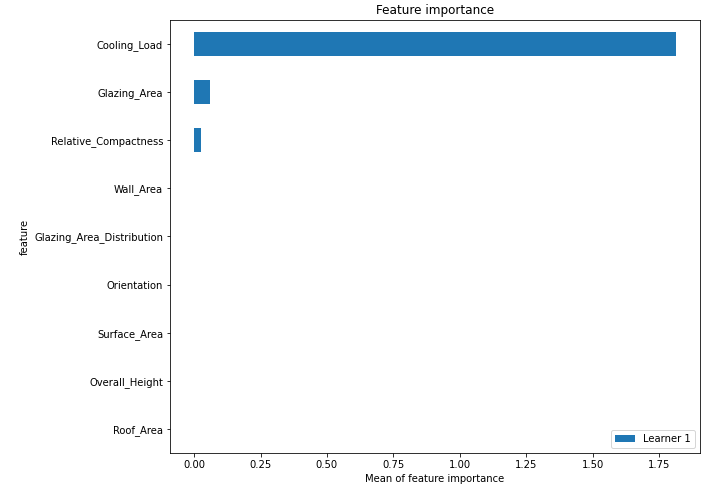 Feature importance
Cooling_Load
Glazing_Area
Relative_Compactness
Wall_Area
Glazing_Area_Distribution
Orientation
Surface_Area
Overall_Height
Roof_Area
feature
Learner 1
0.00 0.25 0.50 0.75 1.00 1.25 1.50 1.75
Mean of feature importance